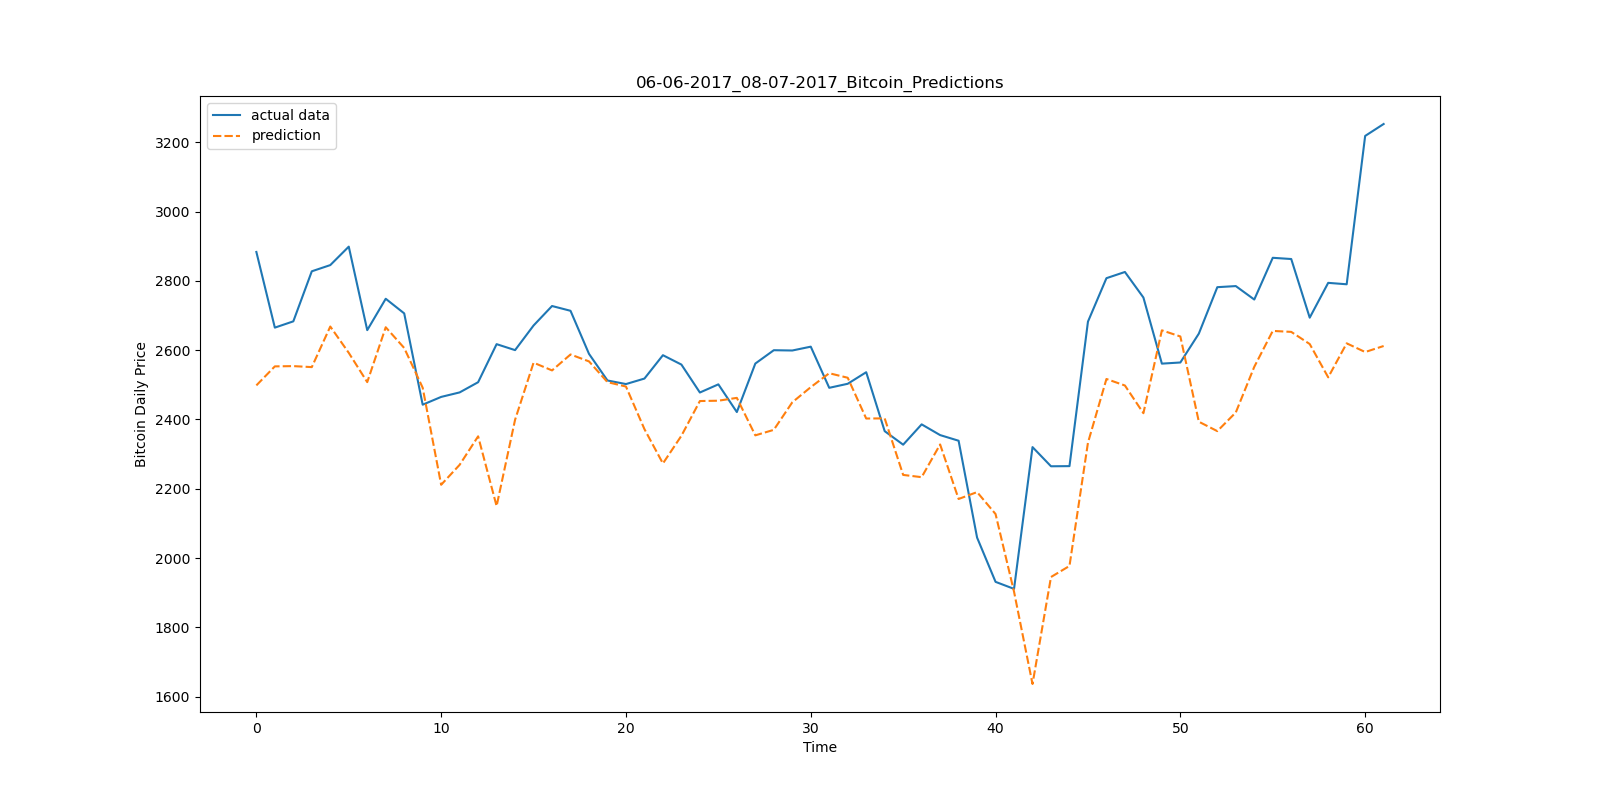 06-06-2017_08-07-2017_Bitcoin_Predictions
actual data
prediction
3200
3000
2800
2600
2400
2200
2000
1800
1600
Bitcoin Daily Price
0 10 20 30 40 50 60
Time